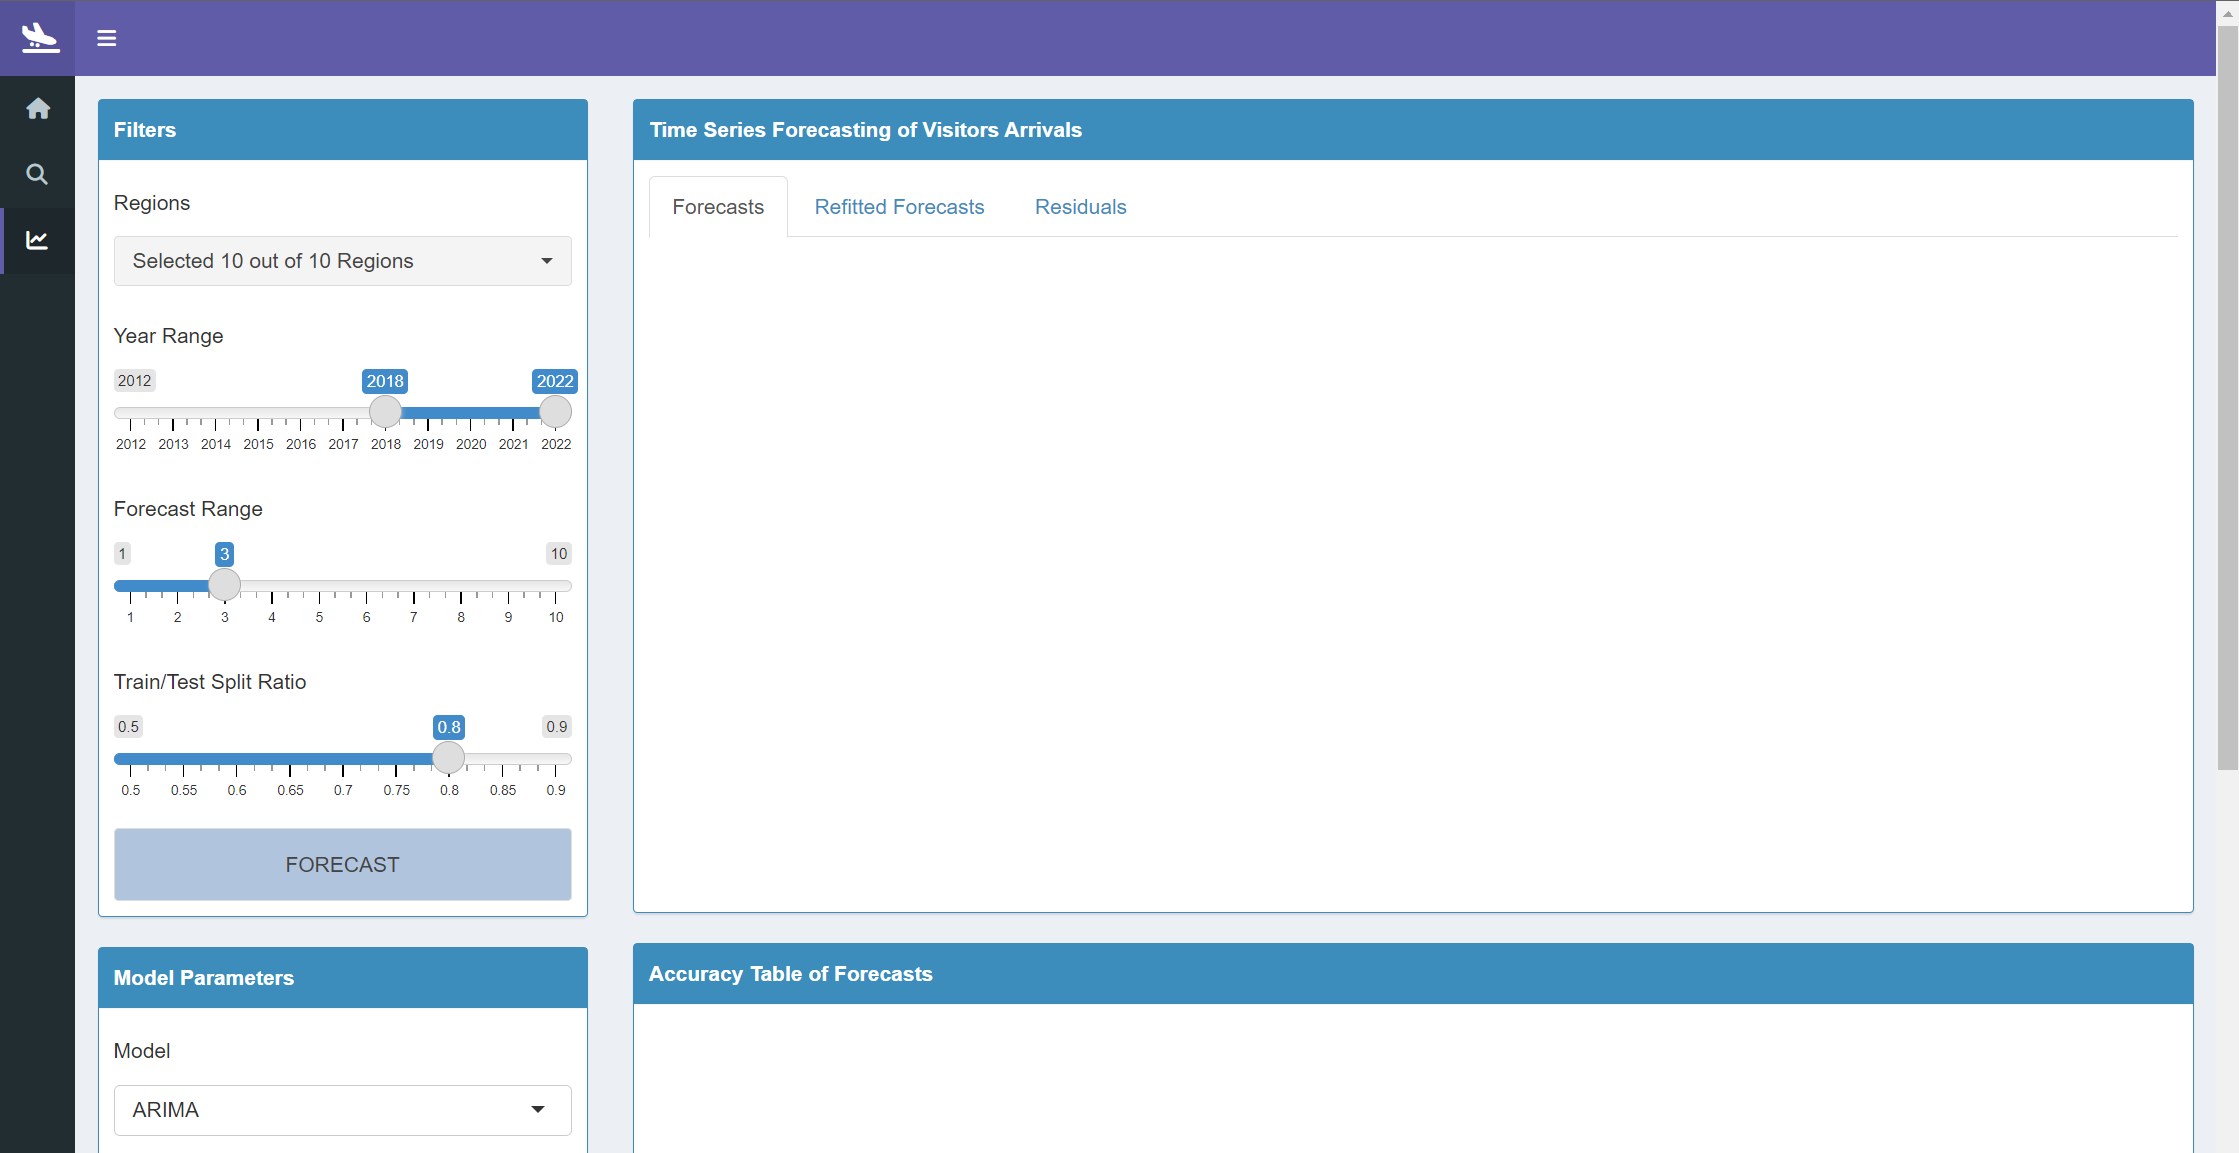 Filters
Regions
Selected 10 out of 10 Regions
Year Range
2012 2018 2022
2012 2013 2014 2015 2016 2017 2018 2019 2020 2021 2022
Forecast Range
1 3 10
1 2 3 4 5 6 7 8 9 10
Train/Test Split Ratio
0.5 0.8 0.9
0.5 0.55 0.6 0.65 0.7 0.75 0.8 0.85 0.9
FORECAST
Model Parameters
Model
ARIMA
Time Series Forecasting of Visitors Arrivals
Forecasts Refitted Forecasts Residuals
Accuracy Table of Forecasts